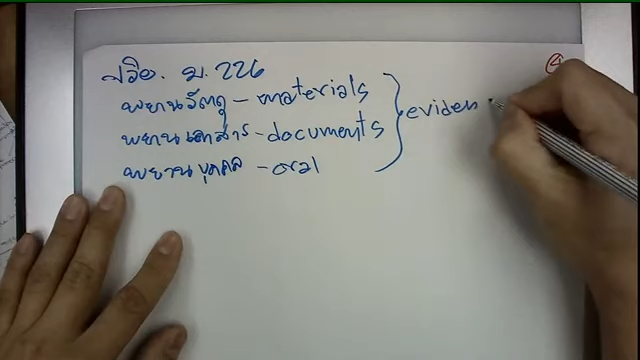 ปวิอ. ม. 226
พยานวัตถุ - materials
พยานเอกสาร - documents
พยานบุคคล - oral
eviden
4